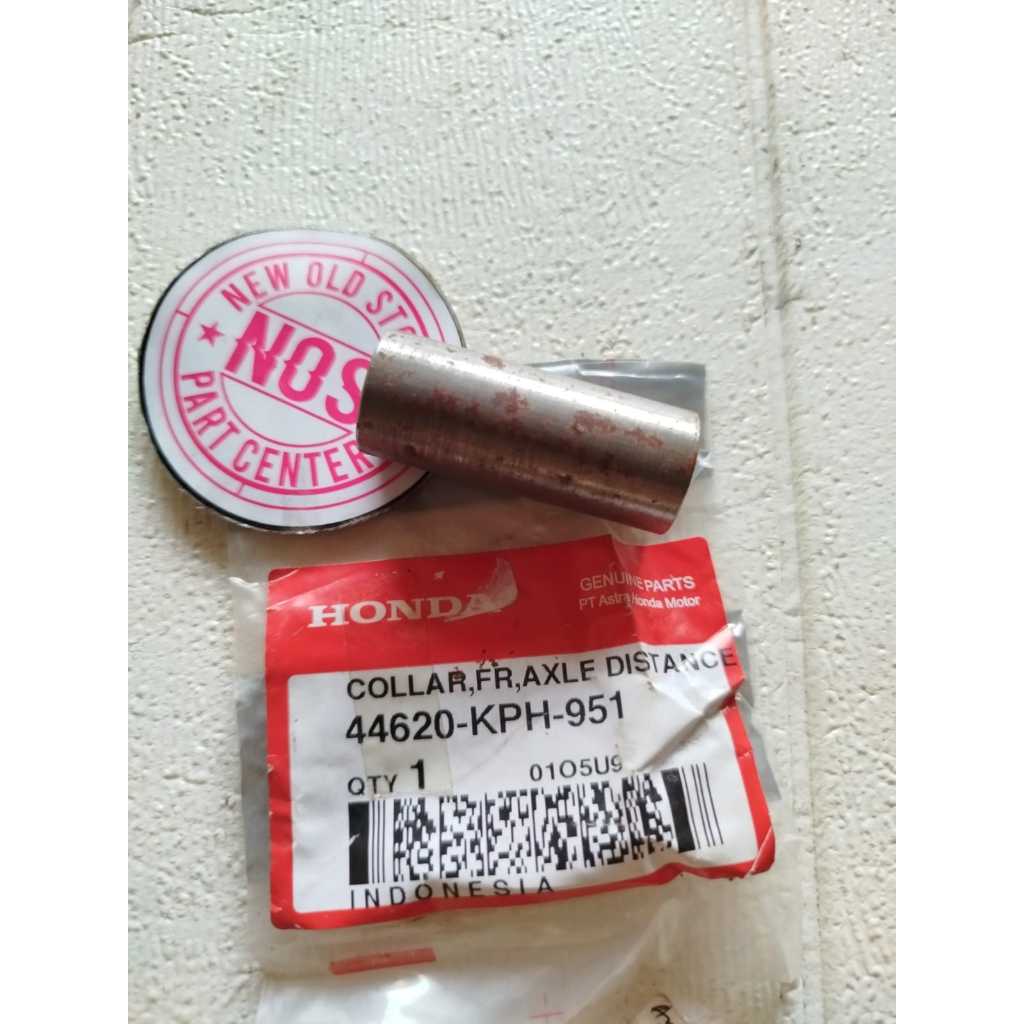 NEW OLD STO
NOS
PART CENTER
HONDA
GENUINE PARTS
PT Astra Honda Motor
COLLAR,FR,AXLE DISTANCE
44620-KPH-951
QTY 1
01O5U9
INDONESIA